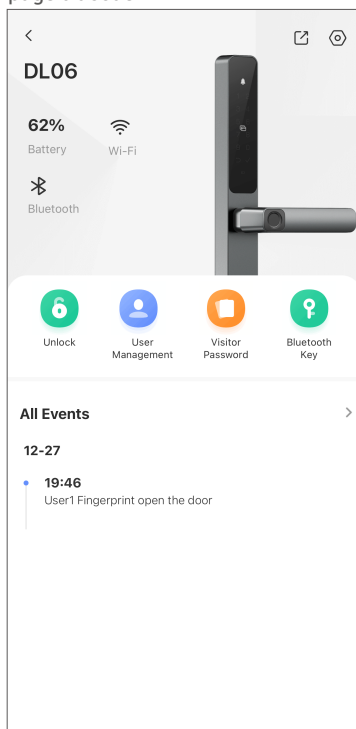 DL06
62%
Battery
Wi-Fi
Bluetooth
Unlock
User
Management
Visitor
Password
Bluetooth
Key
All Events
12-27
19:46
User1 Fingerprint open the door